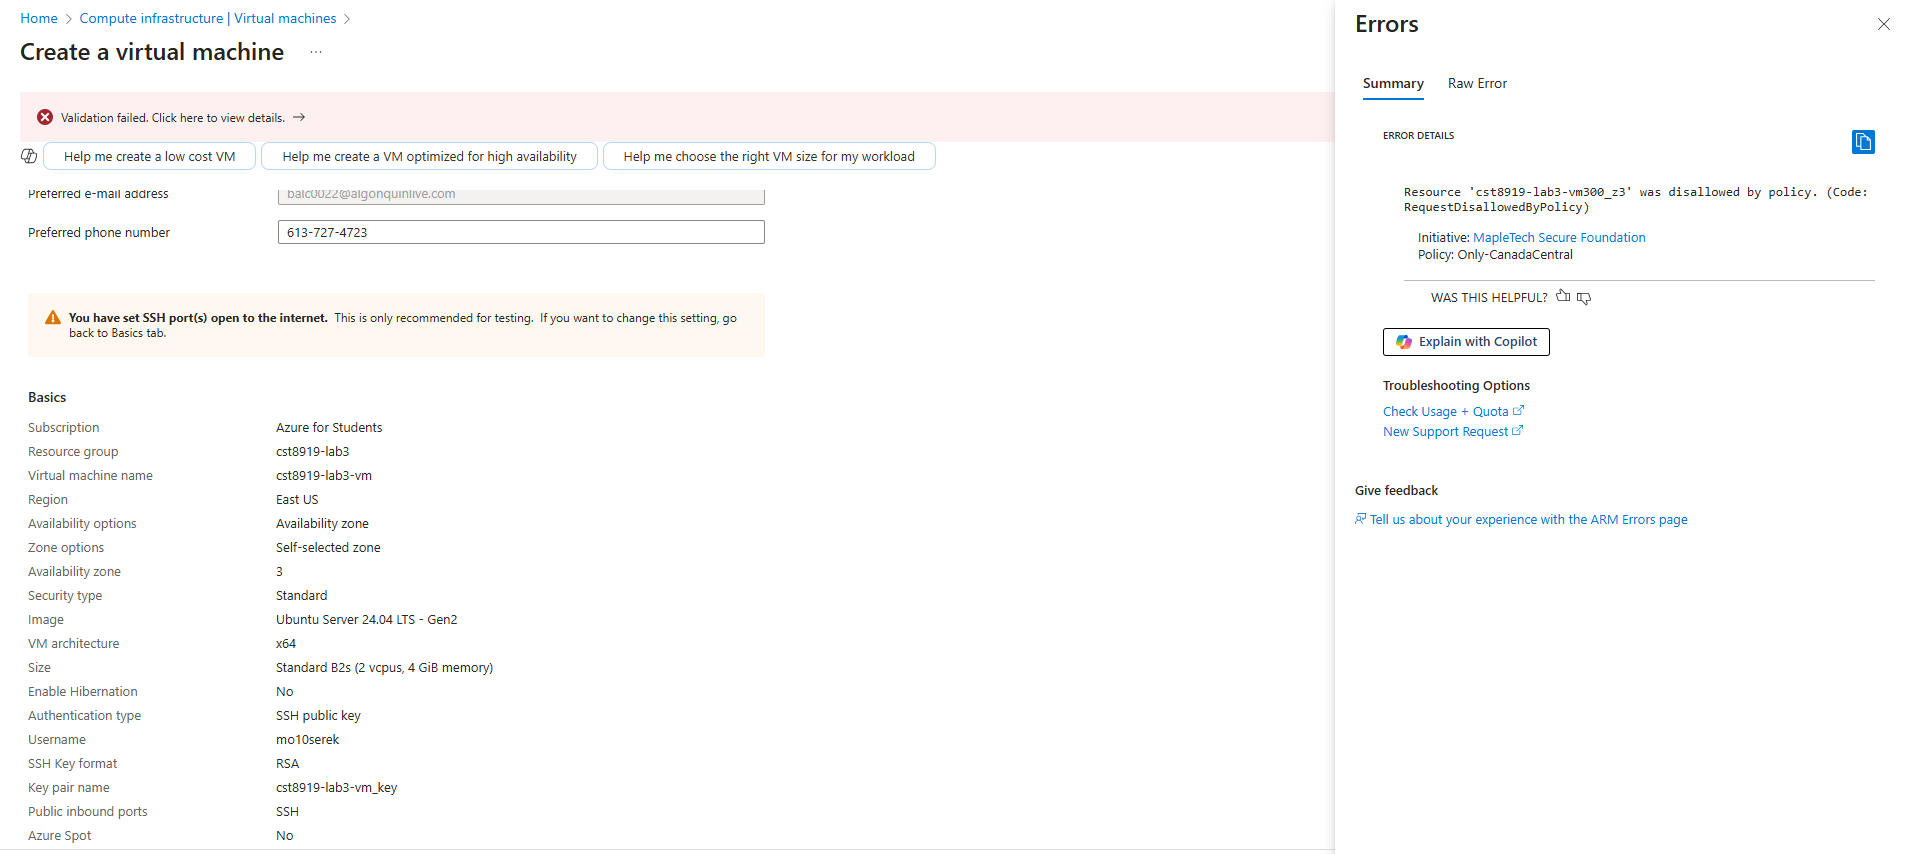 Home > Compute infrastructure | Virtual machines >
Create a virtual machine ...
Validation failed. Click here to view details. →
Help me create a low cost VM
Help me create a VM optimized for high availability
Help me choose the right VM size for my workload
Preferred e-mail address balc0022@algonquinlive.com
Preferred phone number 613-727-4723
You have set SSH port(s) open to the internet. This is only recommended for testing. If you want to change this setting, go
back to Basics tab.
Basics
Subscription Azure for Students
Resource group cst8919-lab3
Virtual machine name cst8919-lab3-vm
Region East US
Availability options Availability zone
Zone options Self-selected zone
Availability zone 3
Security type Standard
Image Ubuntu Server 24.04 LTS - Gen2
VM architecture x64
Size Standard B2s (2 vcpus, 4 GiB memory)
Enable Hibernation No
Authentication type SSH public key
Username mo10serek
SSH Key format RSA
Key pair name cst8919-lab3-vm_key
Public inbound ports SSH
Azure Spot No
Errors
Summary Raw Error
ERROR DETAILS
Resource 'cst8919-lab3-vm300_z3' was disallowed by policy. (Code:
RequestDisallowedByPolicy)
Initiative: MapleTech Secure Foundation
Policy: Only-CanadaCentral
WAS THIS HELPFUL?
Explain with Copilot
Troubleshooting Options
Check Usage + Quota
New Support Request
Give feedback
Tell us about your experience with the ARM Errors page